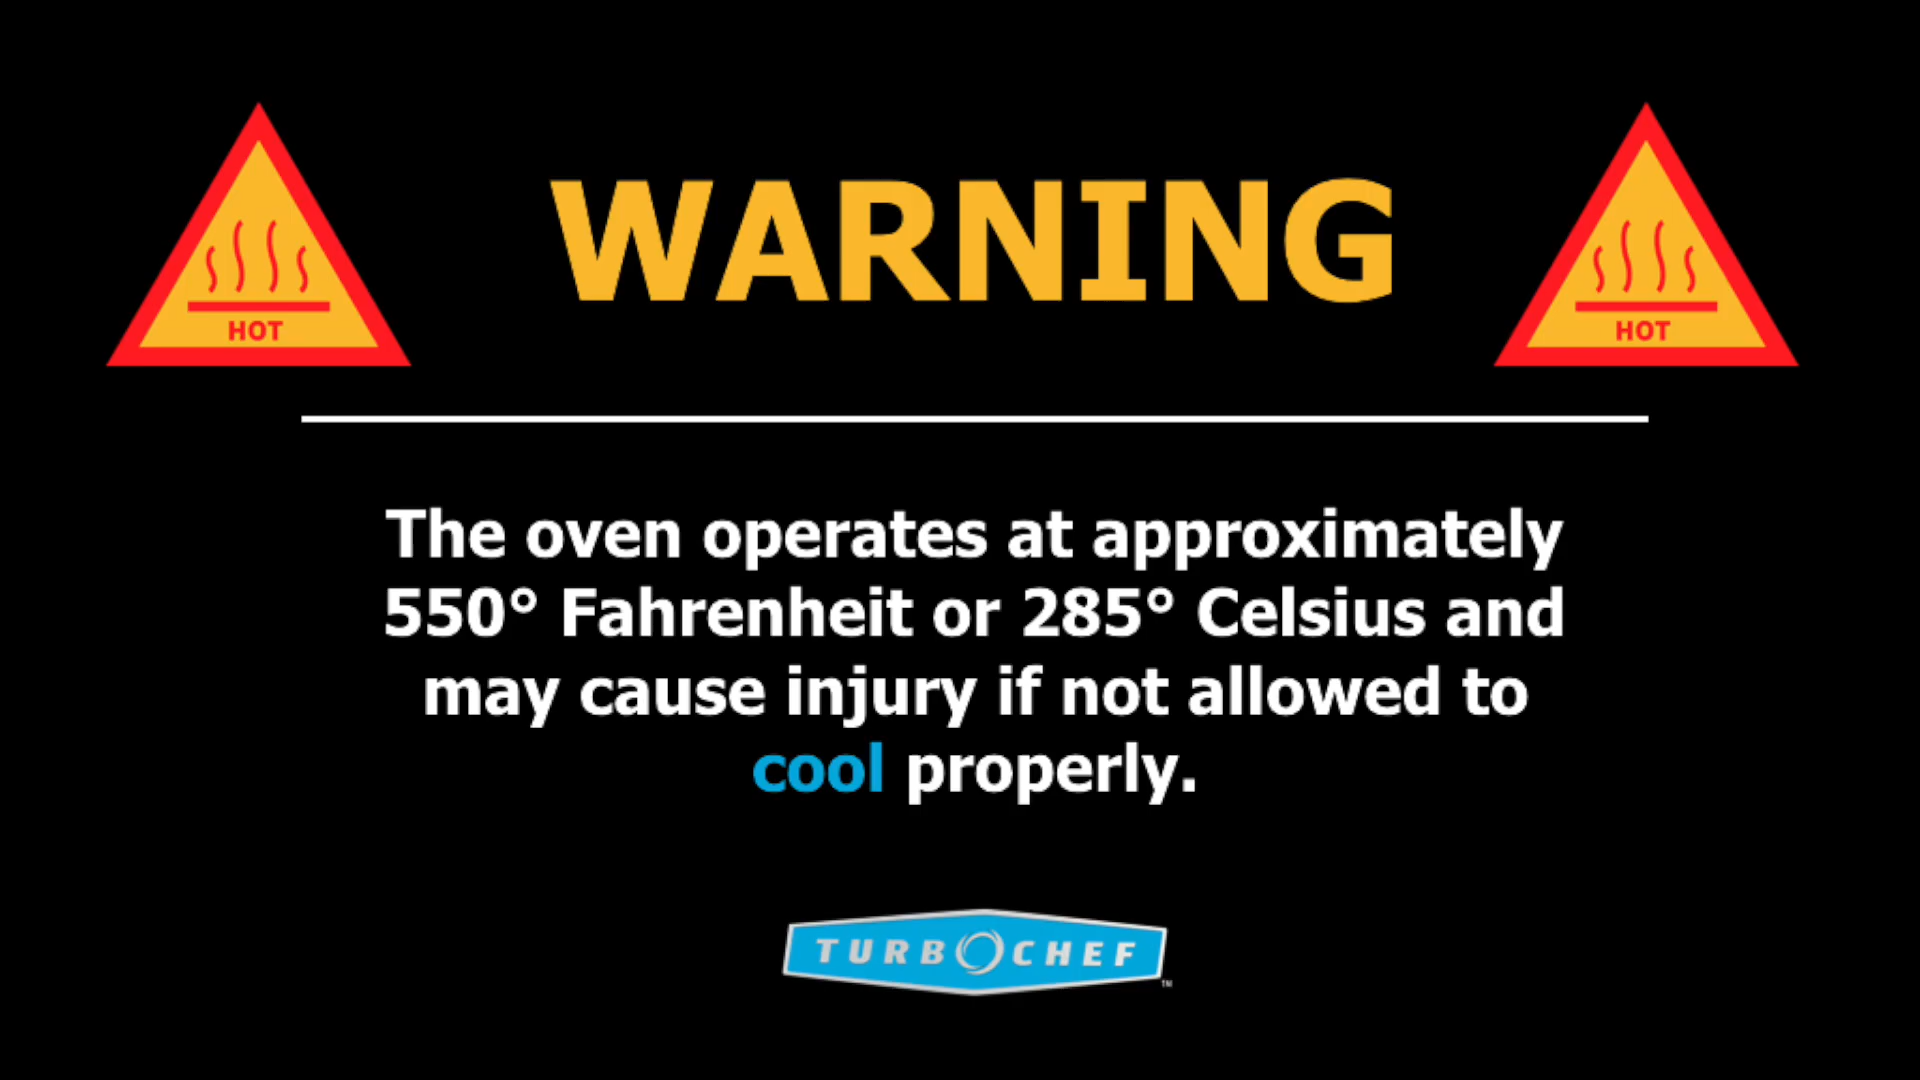 WARNING
HOT
HOT
The oven operates at approximately
550° Fahrenheit or 285° Celsius and
may cause injury if not allowed to
cool properly.
TURBOCHEF
TM